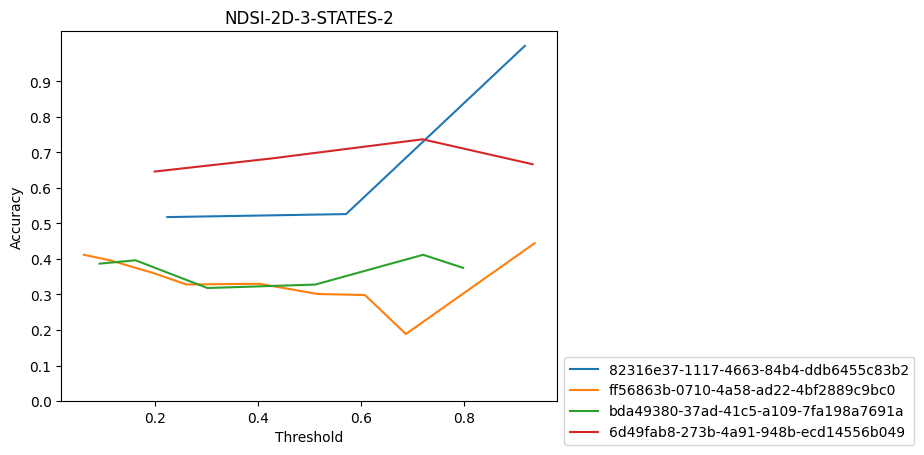 NDSI-2D-3-STATES-2
Accuracy
0.9
0.8
0.7
0.6
0.5
0.4
0.3
0.2
0.1
0.0
0.2 0.4 0.6 0.8
Threshold
82316e37-1117-4663-84b4-ddb6455c83b2
ff56863b-0710-4a58-ad22-4bf2889c9bc0
bda49380-37ad-41c5-a109-7fa198a7691a
6d49fab8-273b-4a91-948b-ecd14556b049